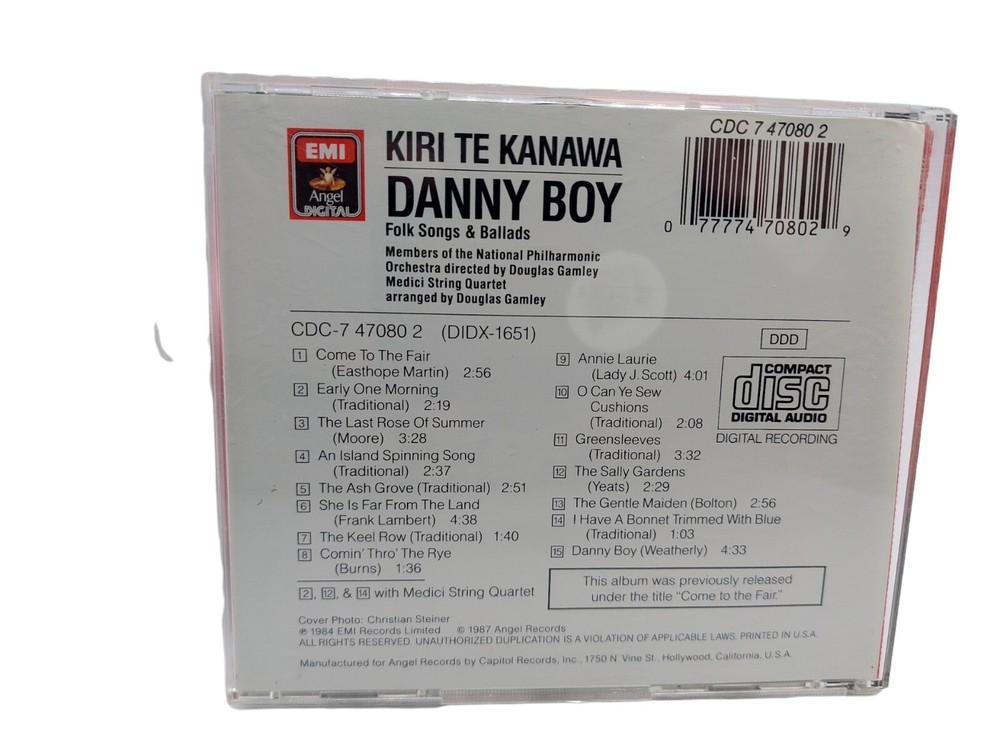 EMI
Angel
DIGITAL
KIRI TE KANAWA
DANNY BOY
Folk Songs & Ballads
Members of the National Philharmonic
Orchestra directed by Douglas Gamley
Medici String Quartet
arranged by Douglas Gamley
CDC 7 47080 2
0 77774 70802 9
CDC-7 47080 2 (DIDX-1651)
1 Come To The Fair
(Easthope Martin) 2:56
2 Early One Morning
(Traditional) 2:19
3 The Last Rose Of Summer
(Moore) 3:28
4 An Island Spinning Song
(Traditional) 2:37
5 The Ash Grove (Traditional) 2:51
6 She Is Far From The Land
(Frank Lambert) 4:38
7 The Keel Row (Traditional) 1:40
8 Comin' Thro' The Rye
(Burns) 1:36
2, 12, & 14 with Medici String Quartet
9 Annie Laurie
(Lady J. Scott) 4:01
10 O Can Ye Sew
Cushions
(Traditional) 2:08
11 Greensleeves
(Traditional) 3:32
12 The Sally Gardens
(Yeats) 2:29
13 The Gentle Maiden (Bolton) 2:56
14 I Have A Bonnet Trimmed With Blue
(Traditional) 1:03
15 Danny Boy (Weatherly) 4:33
DDD
COMPACT
disc
DIGITAL AUDIO
DIGITAL RECORDING
This album was previously released
under the title "Come to the Fair."
Cover Photo: Christian Steiner
℗ 1984 EMI Records Limited © 1987 Angel Records
ALL RIGHTS RESERVED. UNAUTHORIZED DUPLICATION IS A VIOLATION OF APPLICABLE LAWS. PRINTED IN U.S.A.
Manufactured for Angel Records by Capitol Records, Inc., 1750 N. Vine St., Hollywood, California, U.S.A.